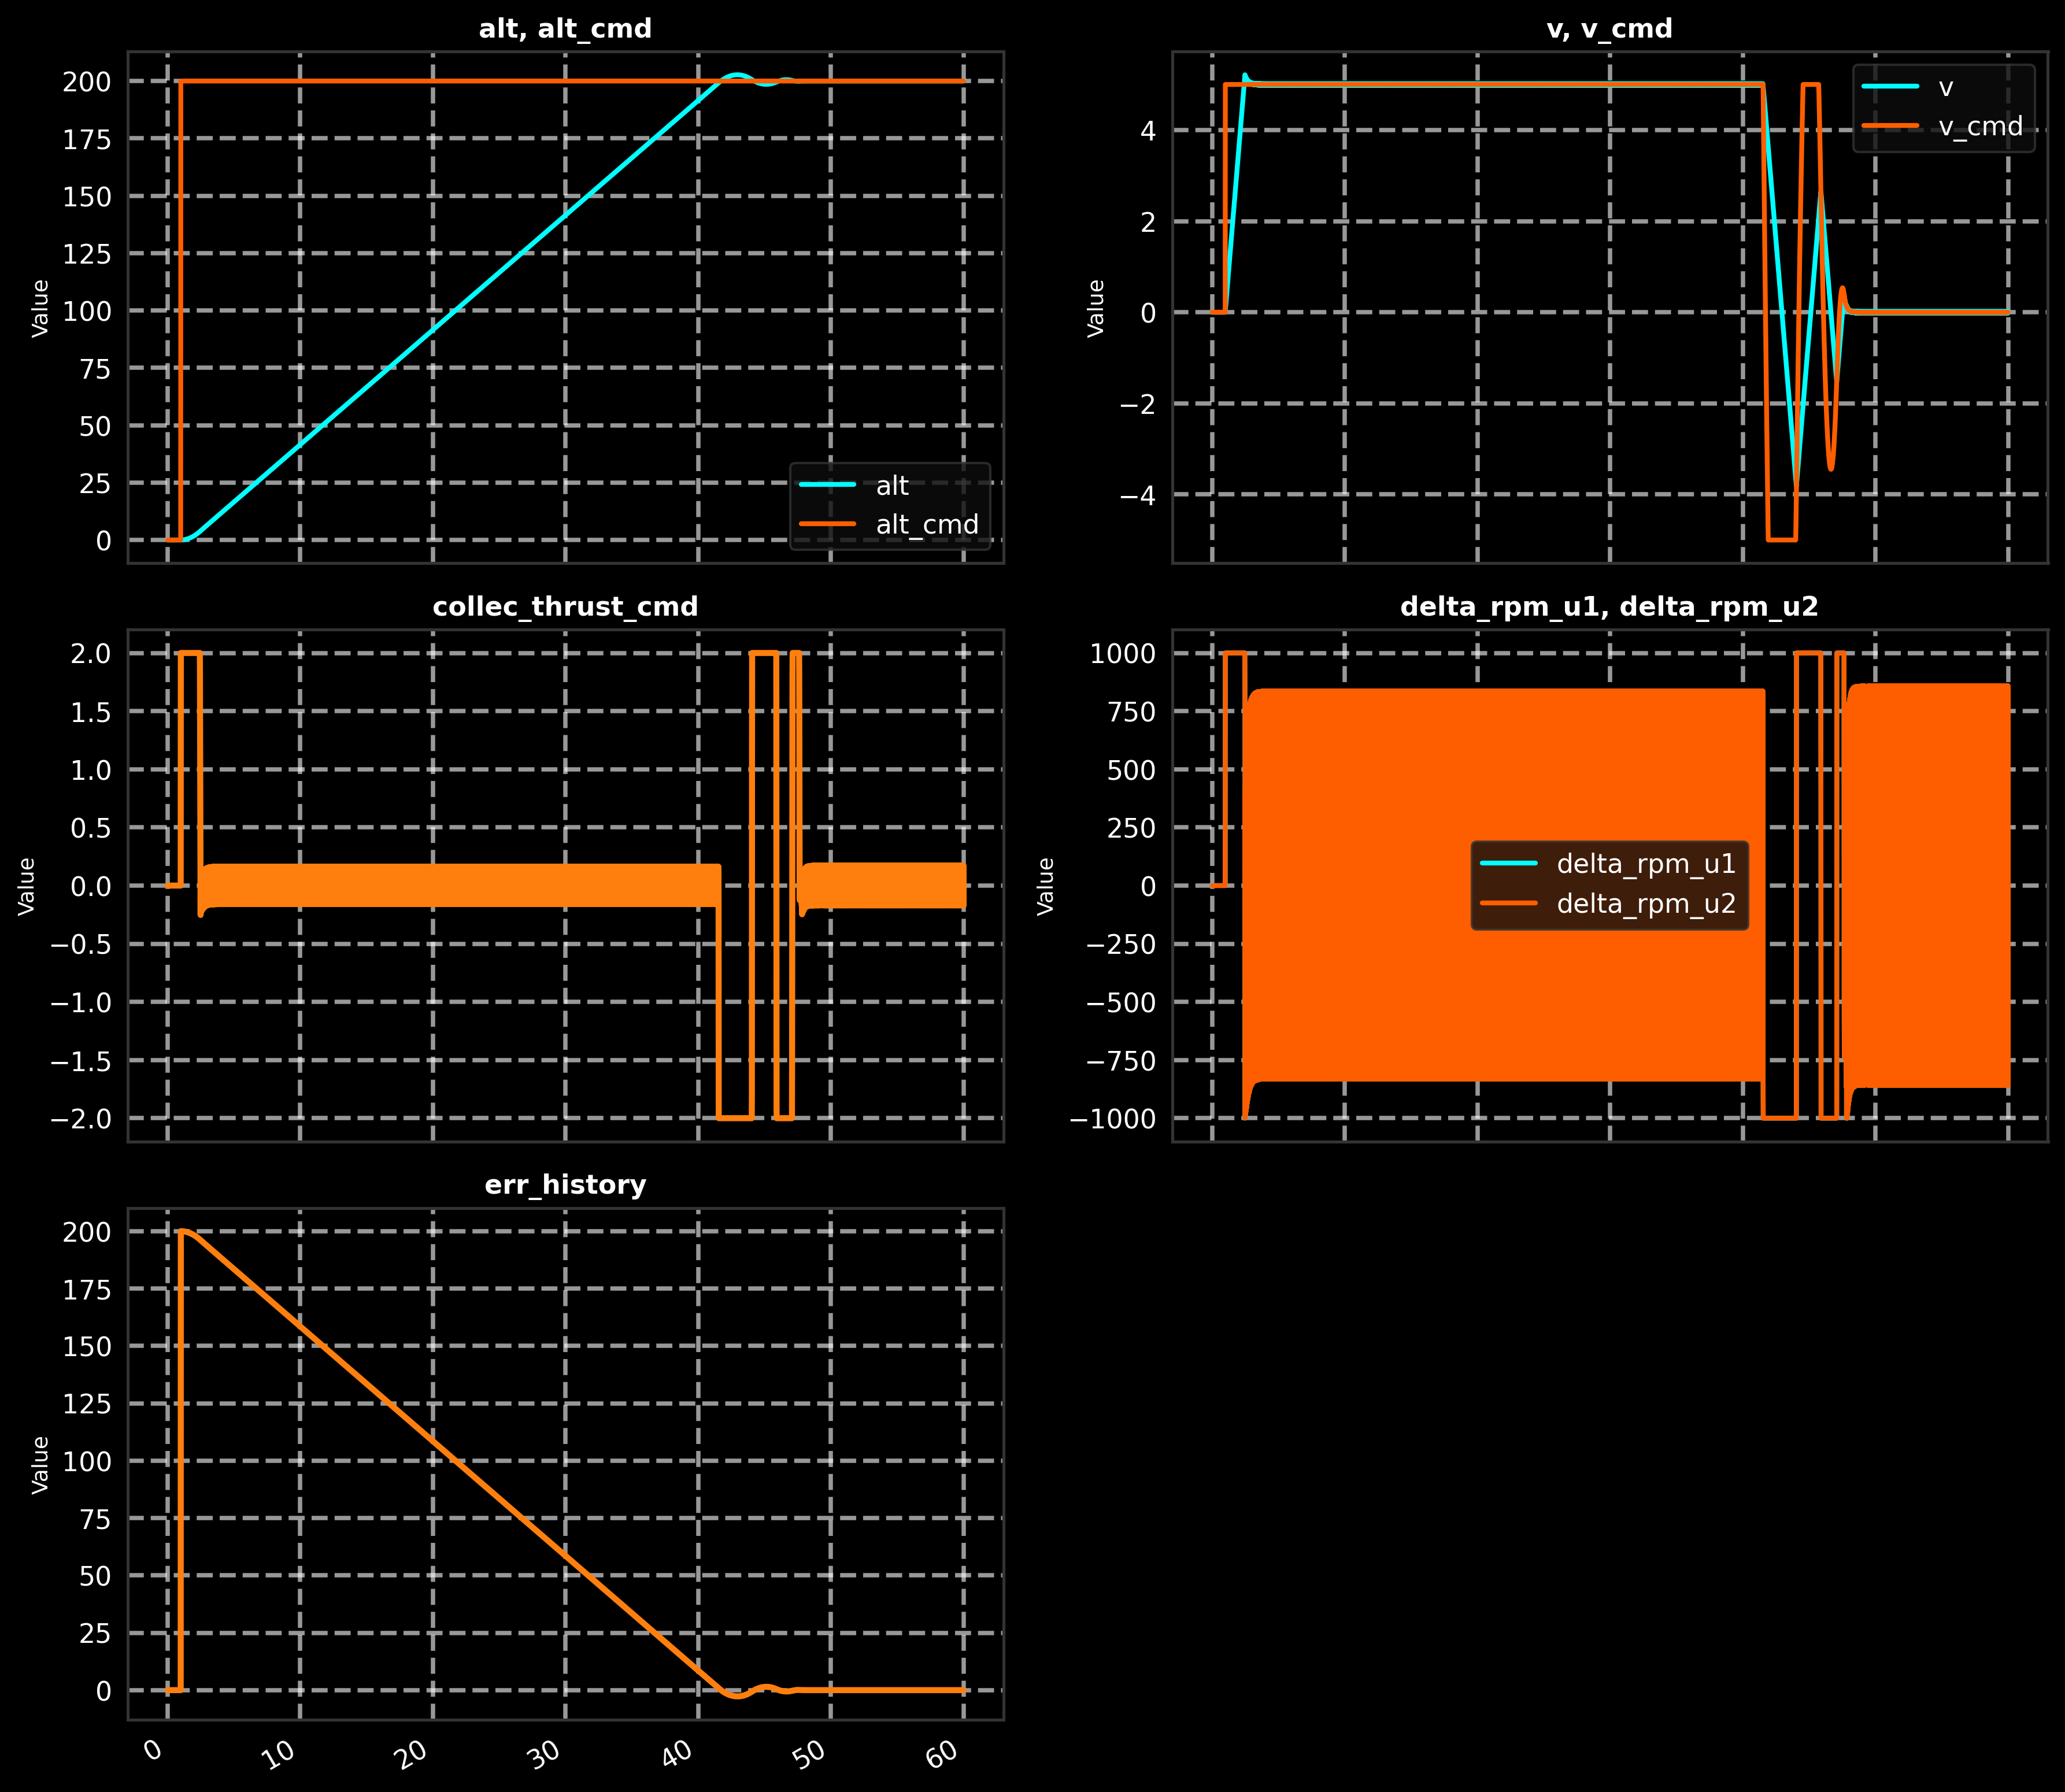 alt, alt_cmd
Value
200
175
150
125
100
75
50
25
0
alt
alt_cmd
v, v_cmd
Value
4
2
0
−2
−4
v
v_cmd
collec_thrust_cmd
Value
2.0
1.5
1.0
0.5
0.0
−0.5
−1.0
−1.5
−2.0
delta_rpm_u1, delta_rpm_u2
Value
1000
750
500
250
0
−250
−500
−750
−1000
delta_rpm_u1
delta_rpm_u2
err_history
Value
200
175
150
125
100
75
50
25
0
0 10 20 30 40 50 60